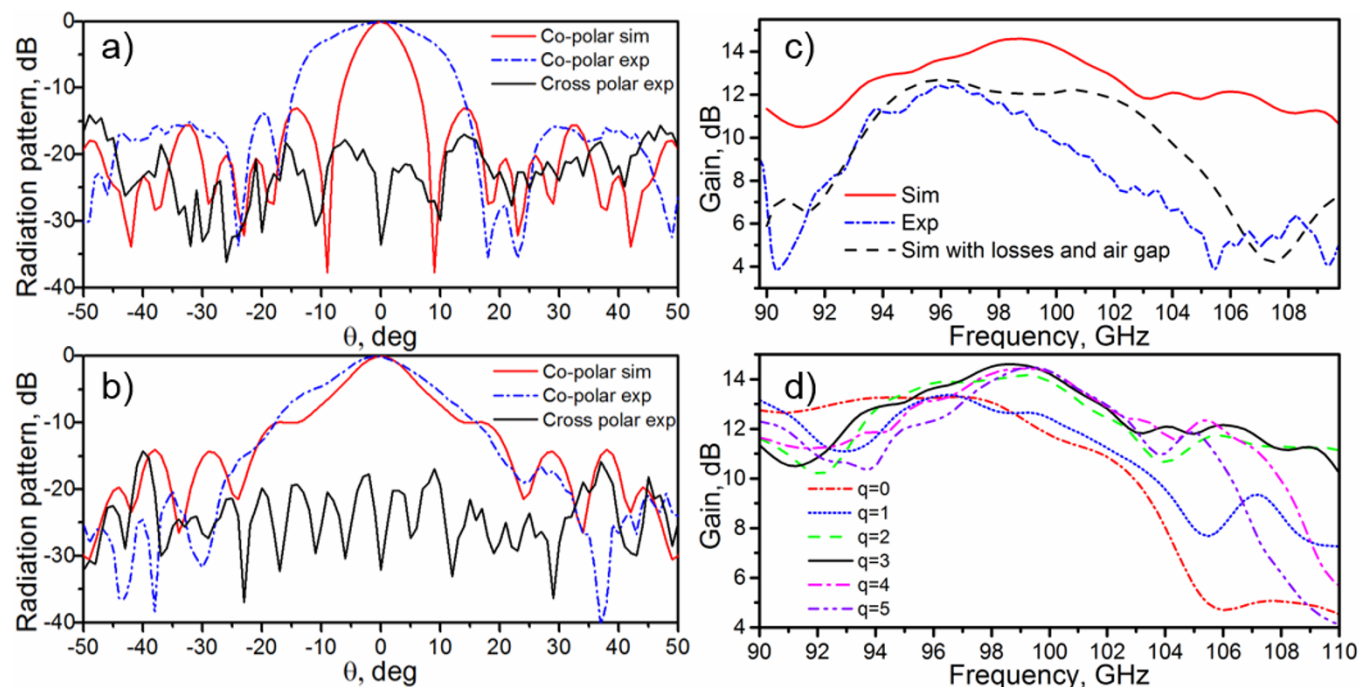 a)
Radiation pattern, dB
0
-10
-20
-30
-40
Co-polar sim
Co-polar exp
Cross polar exp
-50 -40 -30 -20 -10 0 10 20 30 40 50
θ, deg
b)
Radiation pattern, dB
0
-10
-20
-30
-40
Co-polar sim
Co-polar exp
Cross polar exp
-50 -40 -30 -20 -10 0 10 20 30 40 50
θ, deg
c)
Gain, dB
14
12
10
8
6
4
Sim
Exp
Sim with losses and air gap
90 92 94 96 98 100 102 104 106 108
Frequency, GHz
d)
Gain, dB
14
12
10
8
6
4
q=0
q=1
q=2
q=3
q=4
q=5
90 92 94 96 98 100 102 104 106 108 110
Frequency, GHz